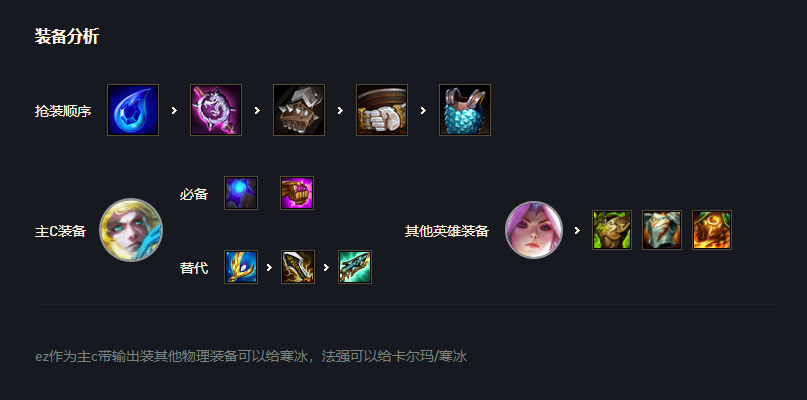 装备分析
抢装顺序
必备
主C装备
其他英雄装备
替代
ez作为主c带输出装其他物理装备可以给寒冰，法强可以给卡尔玛/寒冰